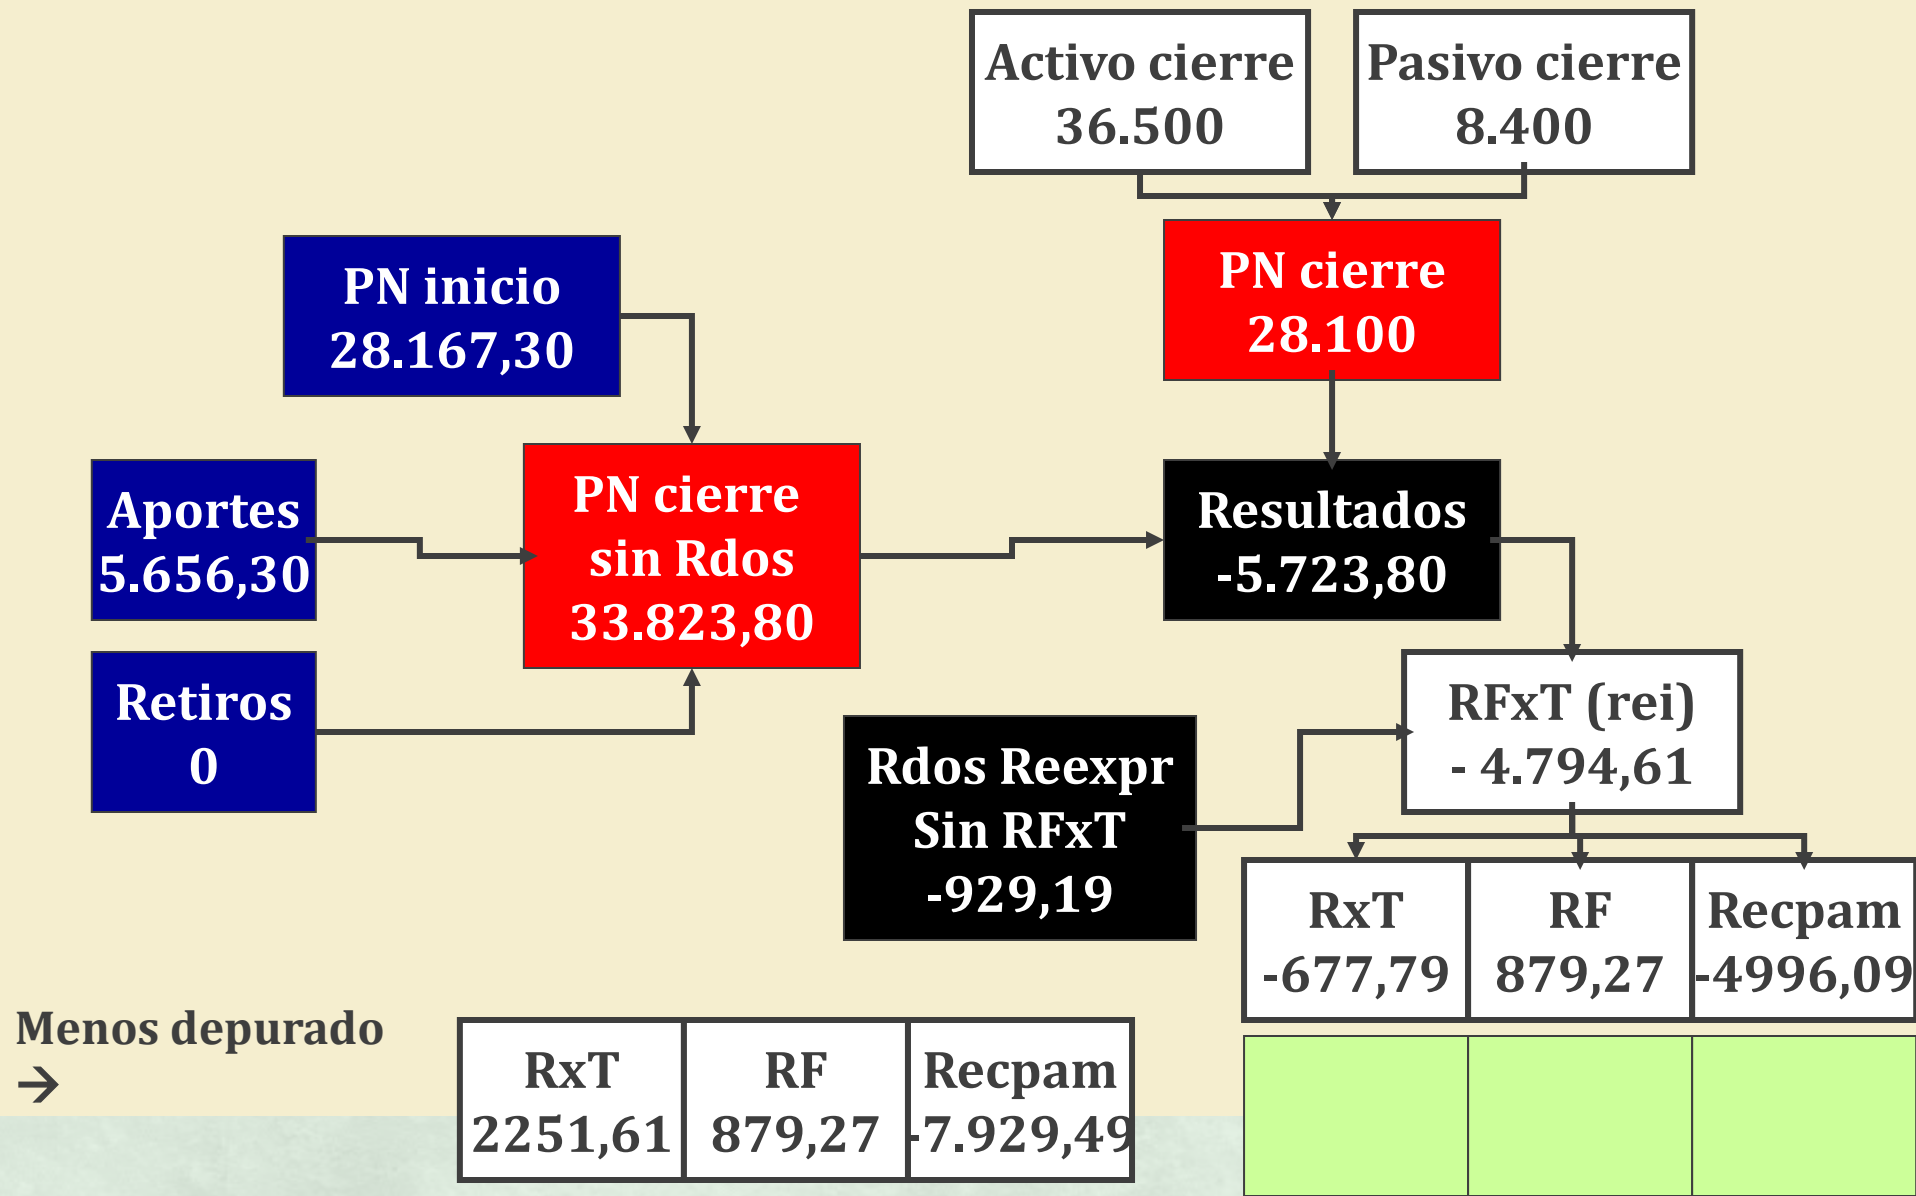 Activo cierre
36.500
Pasivo cierre
8.400
PN inicio
28.167,30
PN cierre
28.100
Aportes
5.656,30
PN cierre
sin Rdos
33.823,80
Resultados
-5.723,80
Retiros
0
Rdos Reexpr
Sin RFxT
-929,19
RFxT (rei)
- 4.794,61
RxT
-677,79
RF
879,27
Recpam
-4996,09
Menos depurado
→
RxT
2251,61
RF
879,27
Recpam
-7.929,49